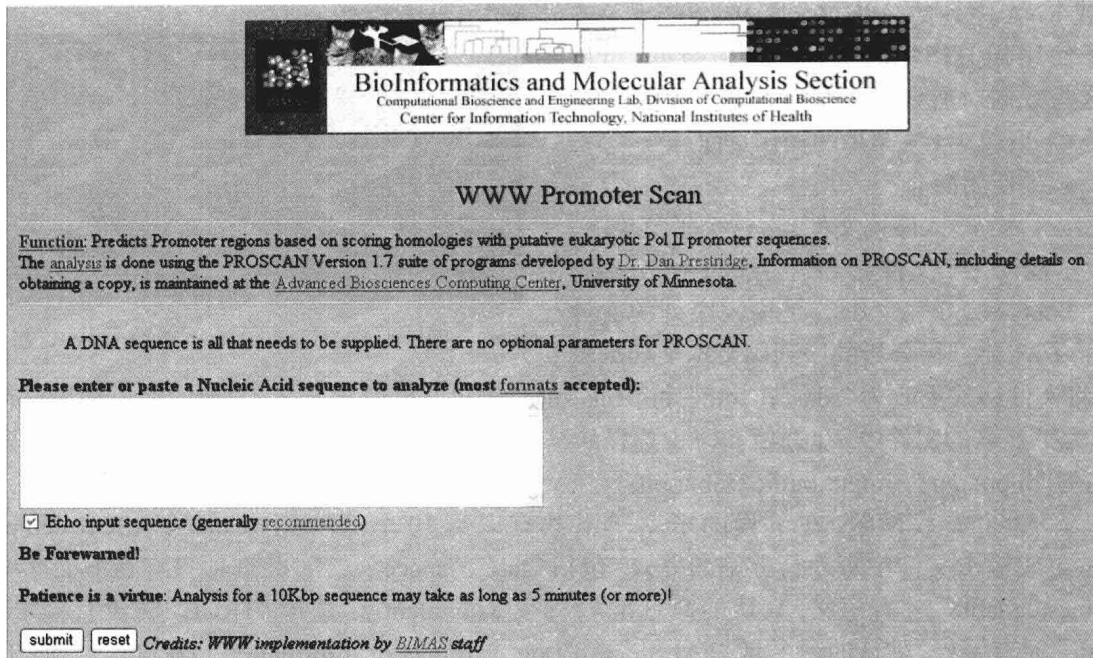 BioInformatics and Molecular Analysis Section
Computational Bioscience and Engineering Lab, Division of Computational Bioscience
Center for Information Technology, National Institutes of Health
WWW Promoter Scan
Function: Predicts Promoter regions based on scoring homologies with putative eukaryotic Pol II promoter sequences.
The analysis is done using the PROSCAN Version 1.7 suite of programs developed by Dr. Dan Prestridge, Information on PROSCAN, including details on
obtaining a copy, is maintained at the Advanced Biosciences Computing Center, University of Minnesota.
A DNA sequence is all that needs to be supplied. There are no optional parameters for PROSCAN.
Please enter or paste a Nucleic Acid sequence to analyze (most formats accepted):
Echo input sequence (generally recommended)
Be Forewarned!
Patience is a virtue: Analysis for a 10Kbp sequence may take as long as 5 minutes (or more)!
submit reset Credits: WWW implementation by BIMAS staff